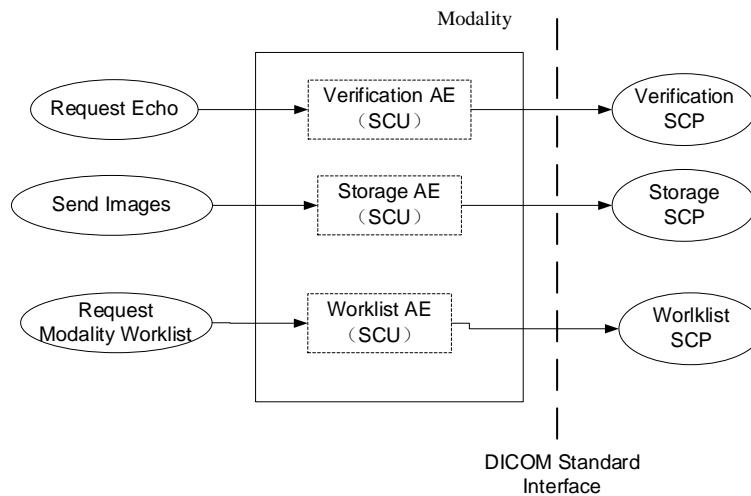 Modality
Request Echo
Verification AE
（SCU）
Verification
SCP
Send Images
Storage AE
（SCU）
Storage
SCP
Request
Modality Worklist
Worklist AE
（SCU）
Worlklist
SCP
DICOM Standard
Interface